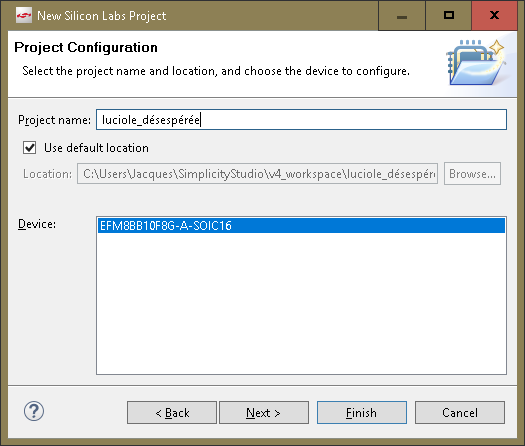 New Silicon Labs Project
Project Configuration
Select the project name and location, and choose the device to configure.
Project name: luciole_désespérée
Use default location
Location: C:\Users\Jacques\SimplicityStudio\v4_workspace\luciole_désespér Browse...
Device: EFM8BB10F8G-A-SOIC16
? < Back Next > Finish Cancel